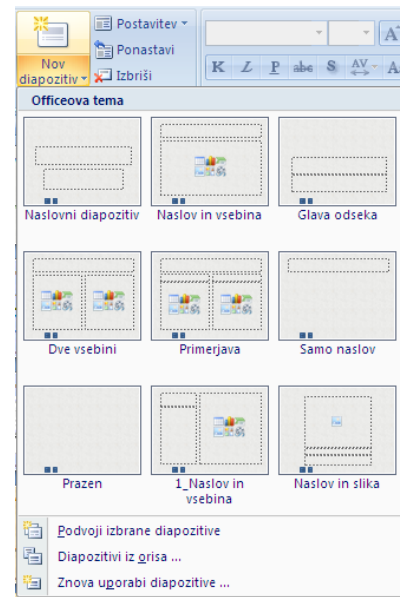 Nov
diapozitiv
Postavitev
Ponastavi
Izbriši
K L P abc S AV A
A
Officeova tema
Naslovni diapozitiv
Naslov in vsebina
Glava odseka
Dve vsebini
Primerjava
Samo naslov
Prazen
1_Naslov in
vsebina
Naslov in slika
Podvoji izbrane diapozitive
Diapozitivi iz orisa ...
Znova uporabi diapozitive ...